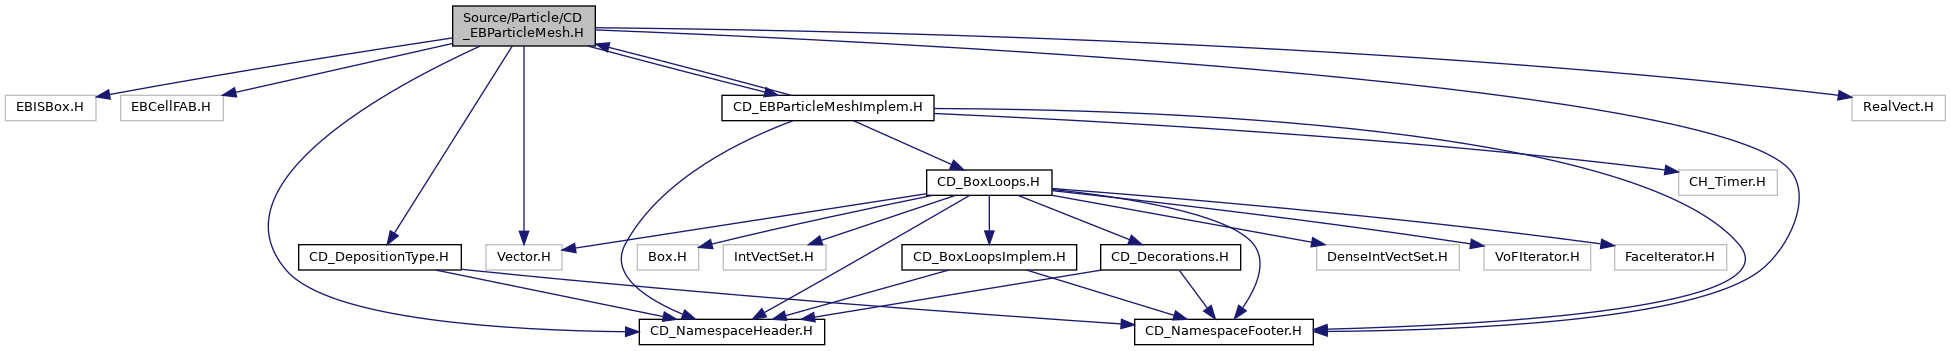 Source/Particle/CD
_EBParticleMesh.H
EBISBox.H
EBCellFAB.H
CD_EBParticleMeshImplem.H
RealVect.H
CD_BoxLoops.H
CH_Timer.H
CD_DepositionType.H
Vector.H
Box.H
IntVectSet.H
CD_BoxLoopsImplem.H
CD_Decorations.H
DenseIntVectSet.H
VoFIterator.H
FaceIterator.H
CD_NamespaceHeader.H
CD_NamespaceFooter.H